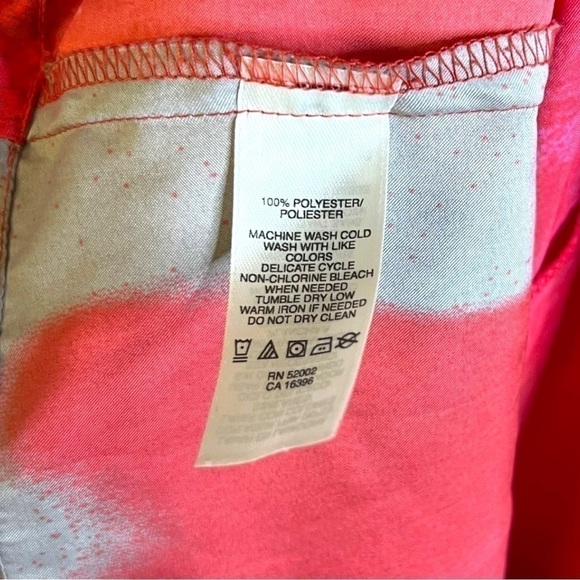 100% POLYESTER/
POLIESTER
MACHINE WASH COLD
WASH WITH LIKE
COLORS
DELICATE CYCLE
NON-CHLORINE BLEACH
WHEN NEEDED
TUMBLE DRY LOW
WARM IRON IF NEEDED
DO NOT DRY CLEAN
RN 52002
CA 16396